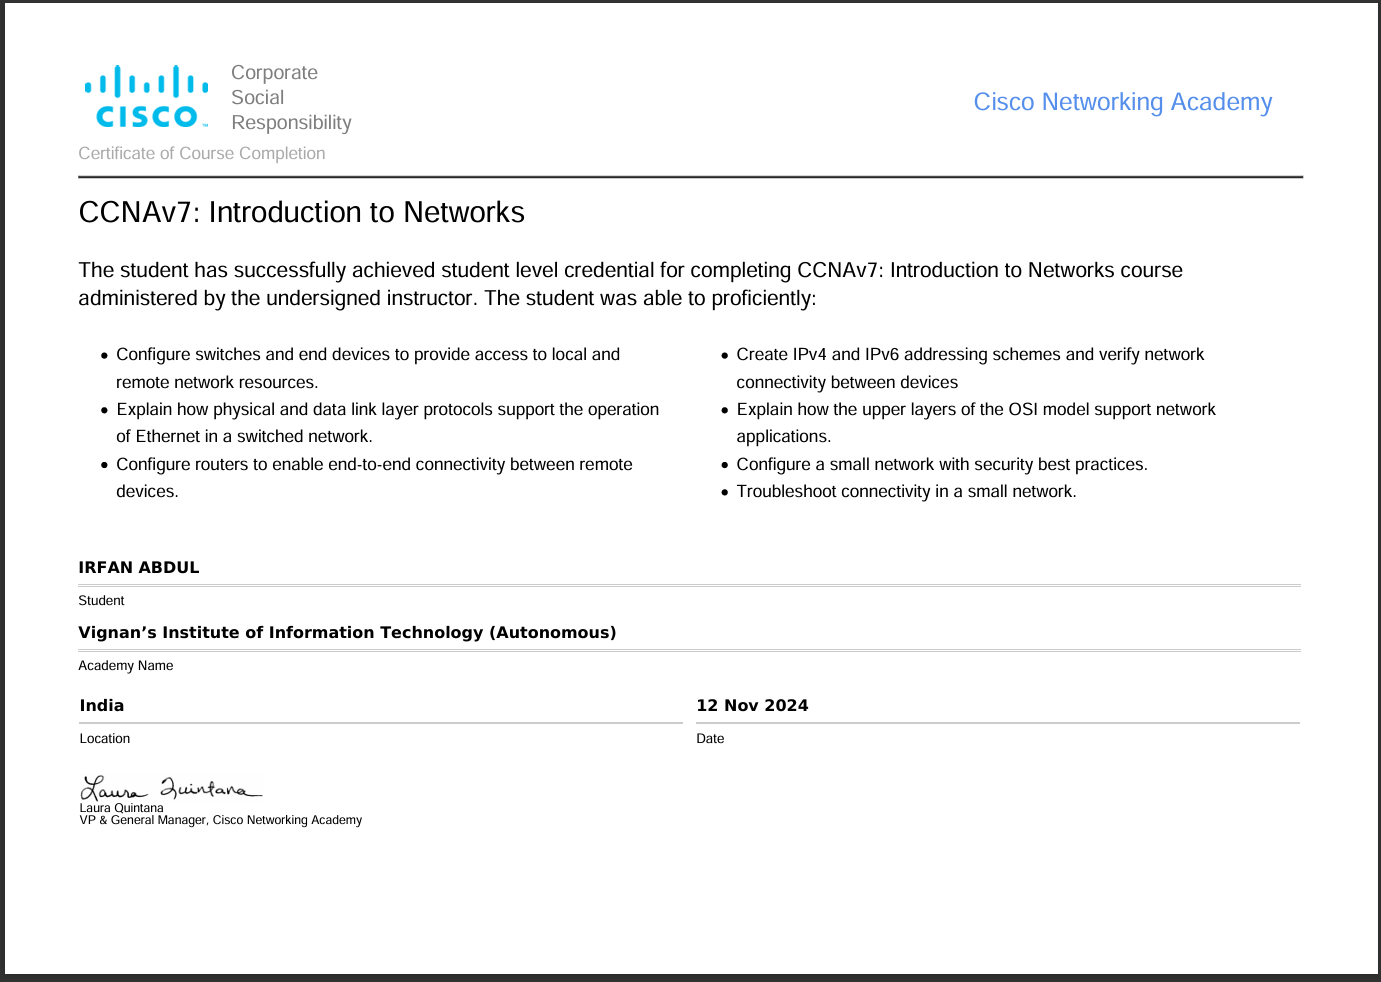 CISCO
Corporate
Social
Responsibility
Cisco Networking Academy
Certificate of Course Completion
CCNAv7: Introduction to Networks
The student has successfully achieved student level credential for completing CCNAv7: Introduction to Networks course
administered by the undersigned instructor. The student was able to proficiently:
• Configure switches and end devices to provide access to local and
remote network resources.
• Explain how physical and data link layer protocols support the operation
of Ethernet in a switched network.
• Configure routers to enable end-to-end connectivity between remote
devices.
• Create IPv4 and IPv6 addressing schemes and verify network
connectivity between devices
• Explain how the upper layers of the OSI model support network
applications.
• Configure a small network with security best practices.
• Troubleshoot connectivity in a small network.
IRFAN ABDUL
Student
Vignan’s Institute of Information Technology (Autonomous)
Academy Name
India
Location
12 Nov 2024
Date
Laura Quintana
Laura Quintana
VP & General Manager, Cisco Networking Academy